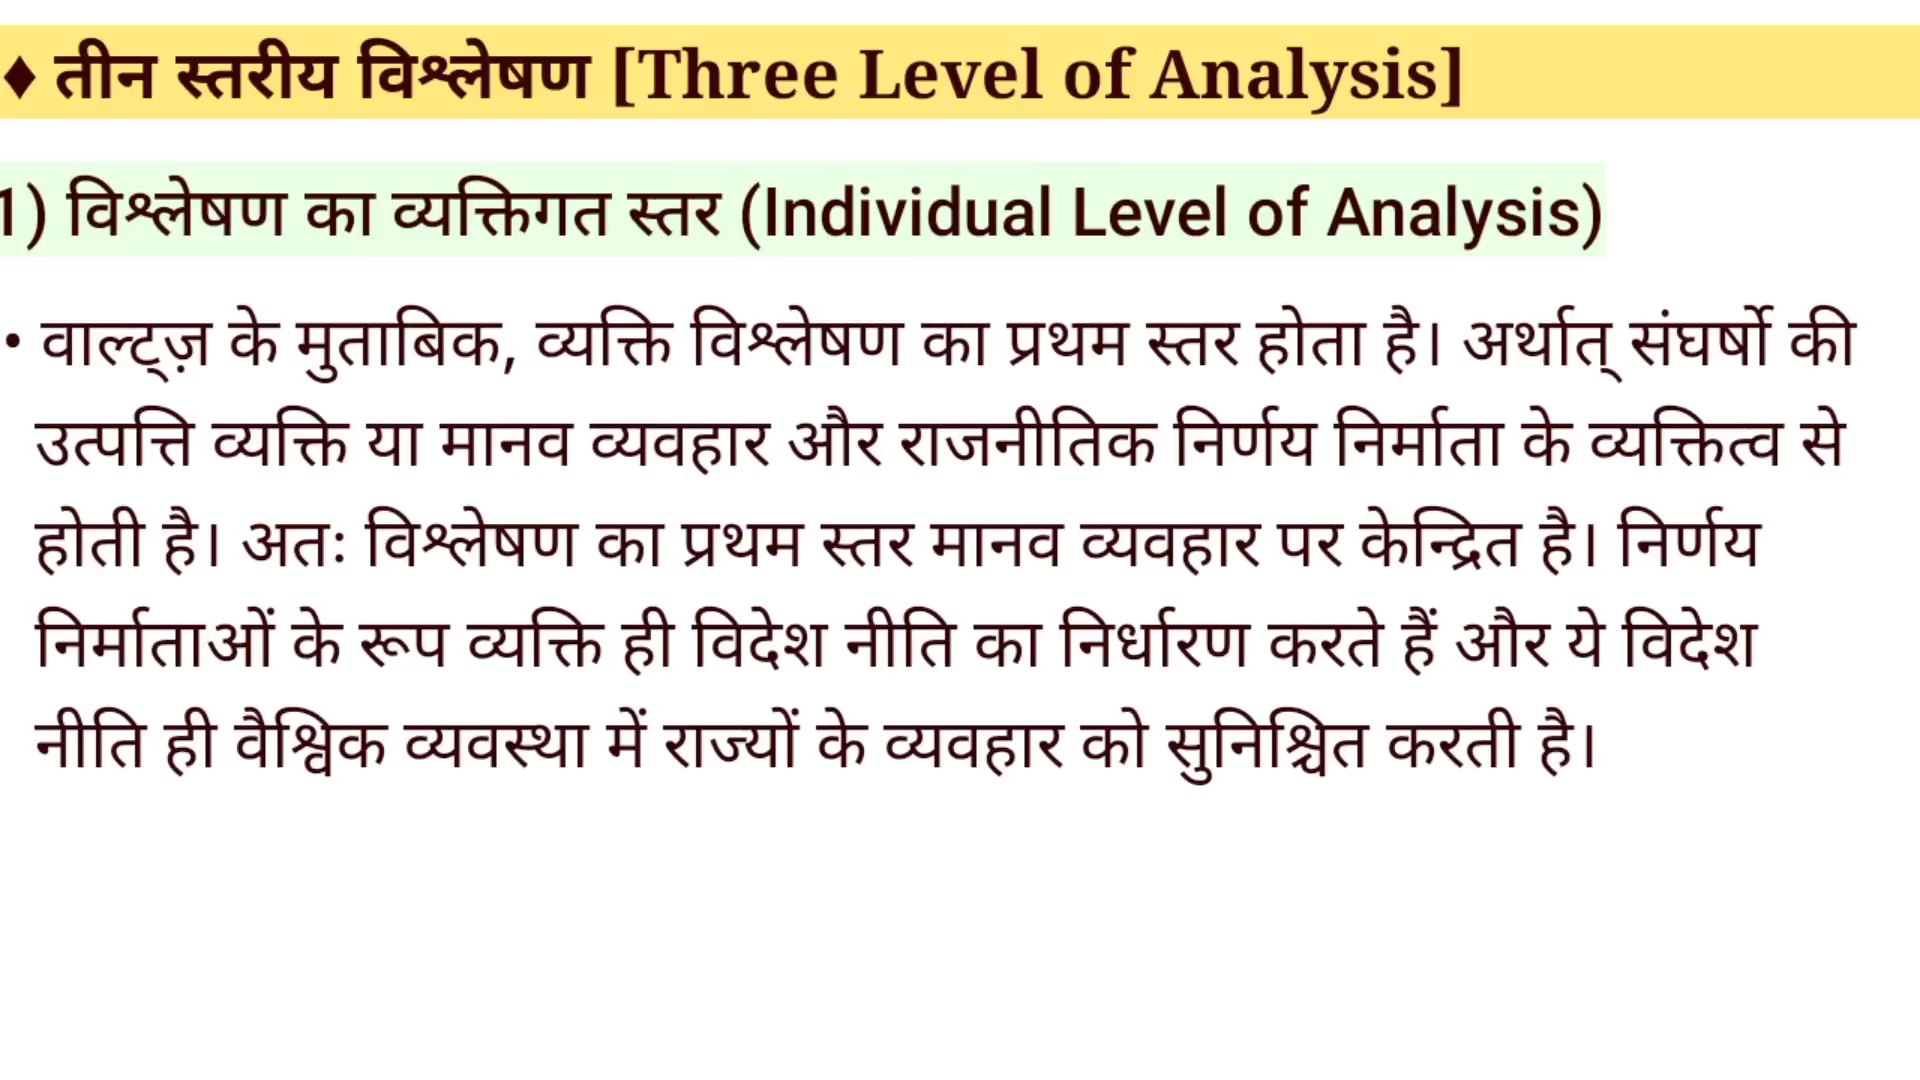 ♦ तीन स्तरीय विश्लेषण [Three Level of Analysis]
1) विश्लेषण का व्यक्तिगत स्तर (Individual Level of Analysis)
• वाल्ट्ज़ के मुताबिक, व्यक्ति विश्लेषण का प्रथम स्तर होता है। अर्थात् संघर्षो की
उत्पत्ति व्यक्ति या मानव व्यवहार और राजनीतिक निर्णय निर्माता के व्यक्तित्व से
होती है। अतः विश्लेषण का प्रथम स्तर मानव व्यवहार पर केन्द्रित है। निर्णय
निर्माताओं के रूप व्यक्ति ही विदेश नीति का निर्धारण करते हैं और ये विदेश
नीति ही वैश्विक व्यवस्था में राज्यों के व्यवहार को सुनिश्चित करती है।